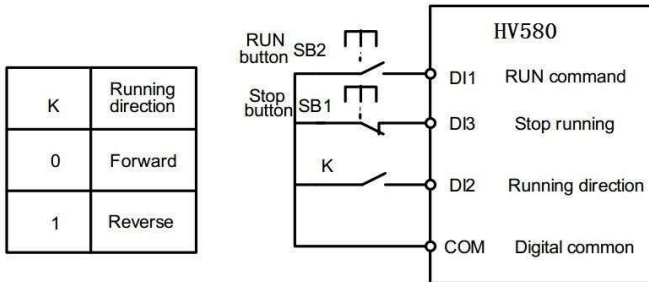 K
Running
direction
0
Forward
1
Reverse
RUN
button SB2
Stop
button SB1
K
HV580
DI1 RUN command
DI3 Stop running
DI2 Running direction
COM Digital common